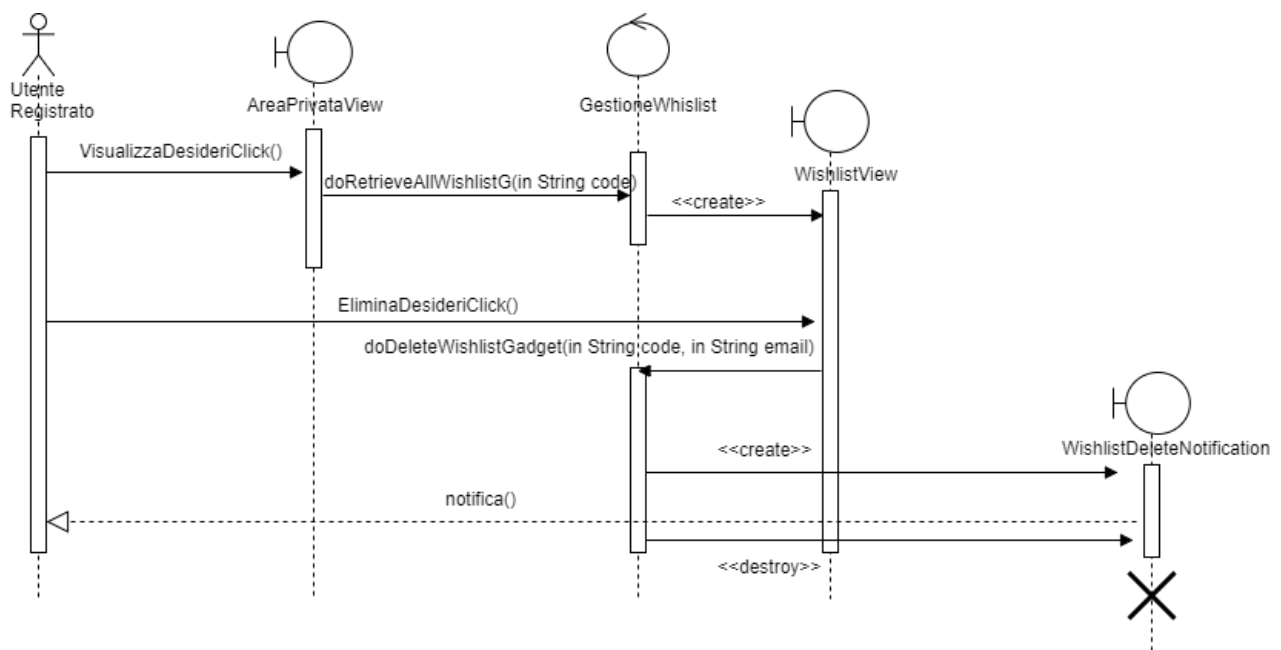 Utente
Registrato
AreaPrivataView
GestioneWhislist
WishlistView
VisualizzaDesideriClick()
doRetrieveAllWishlistG(in String code)
<<create>>
EliminaDesideriClick()
doDeleteWishlistGadget(in String code, in String email)
WishlistDeleteNotification
<<create>>
notifica()
<<destroy>>